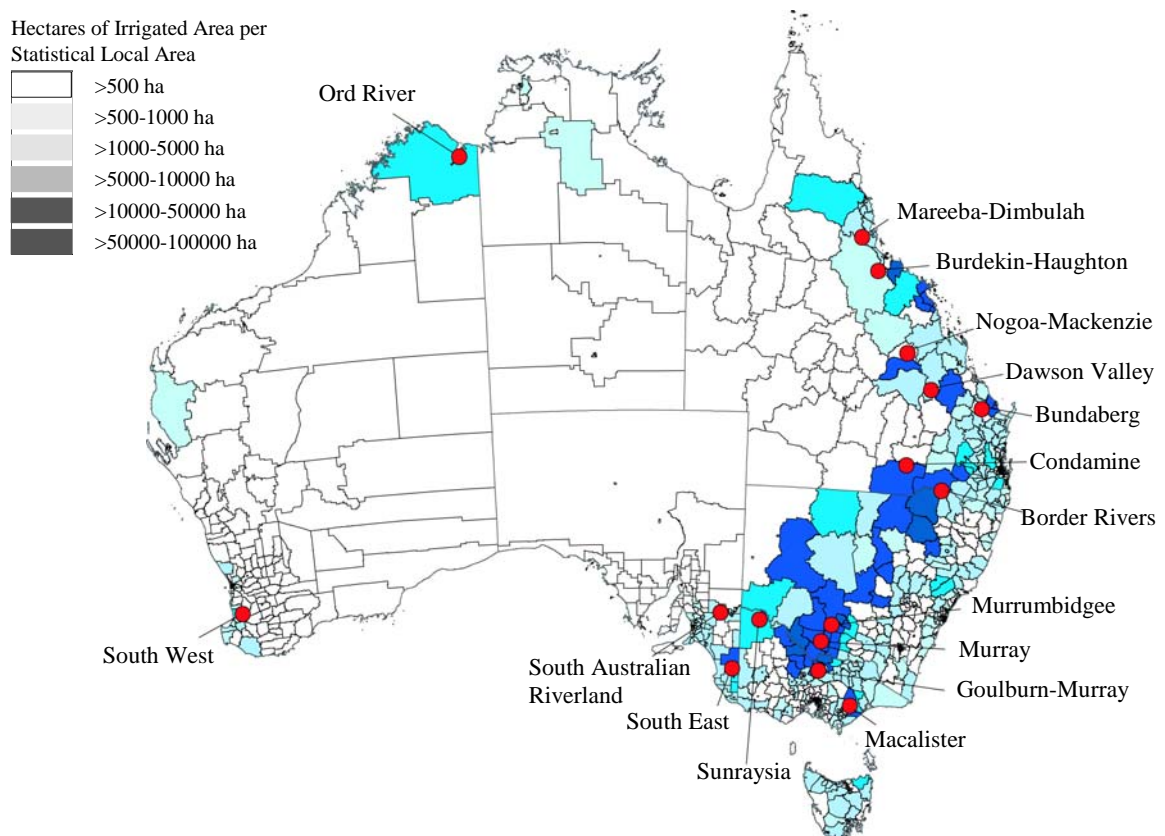 Hectares of Irrigated Area per
Statistical Local Area
>500 ha
>500-1000 ha
>1000-5000 ha
>5000-10000 ha
>10000-50000 ha
>50000-100000 ha
Ord River
Mareeba-Dimbulah
Burdekin-Haughton
Nogoa-Mackenzie
Dawson Valley
Bundaberg
Condamine
Border Rivers
Murrumbidgee
Murray
Goulburn-Murray
Macalister
South West
South Australian
Riverland
South East
Sunraysia